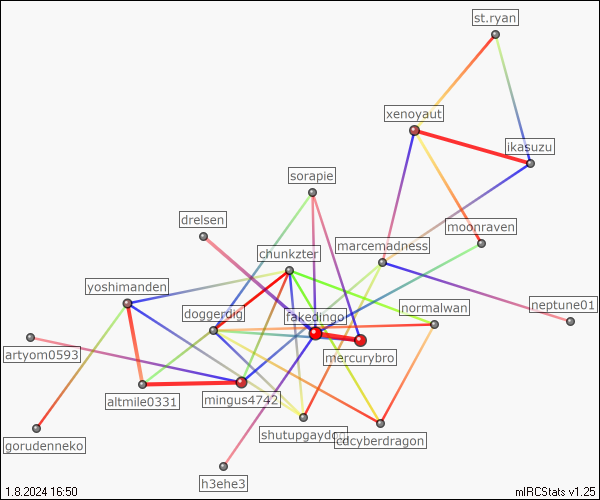 st.ryan
xenoyaut
ikasuzu
sorapie
drelsen
moonraven
marcemadness
chunkzter
yoshimanden
neptune01
doggerdig
fakedingo
normalwan
artyom0593
mercurybro
altmile0331
mingus4742
shutupgaydog
cdcyberdragon
gorudenneko
h3ehe3
1.8.2024 16:50
mIRCStats v1.25